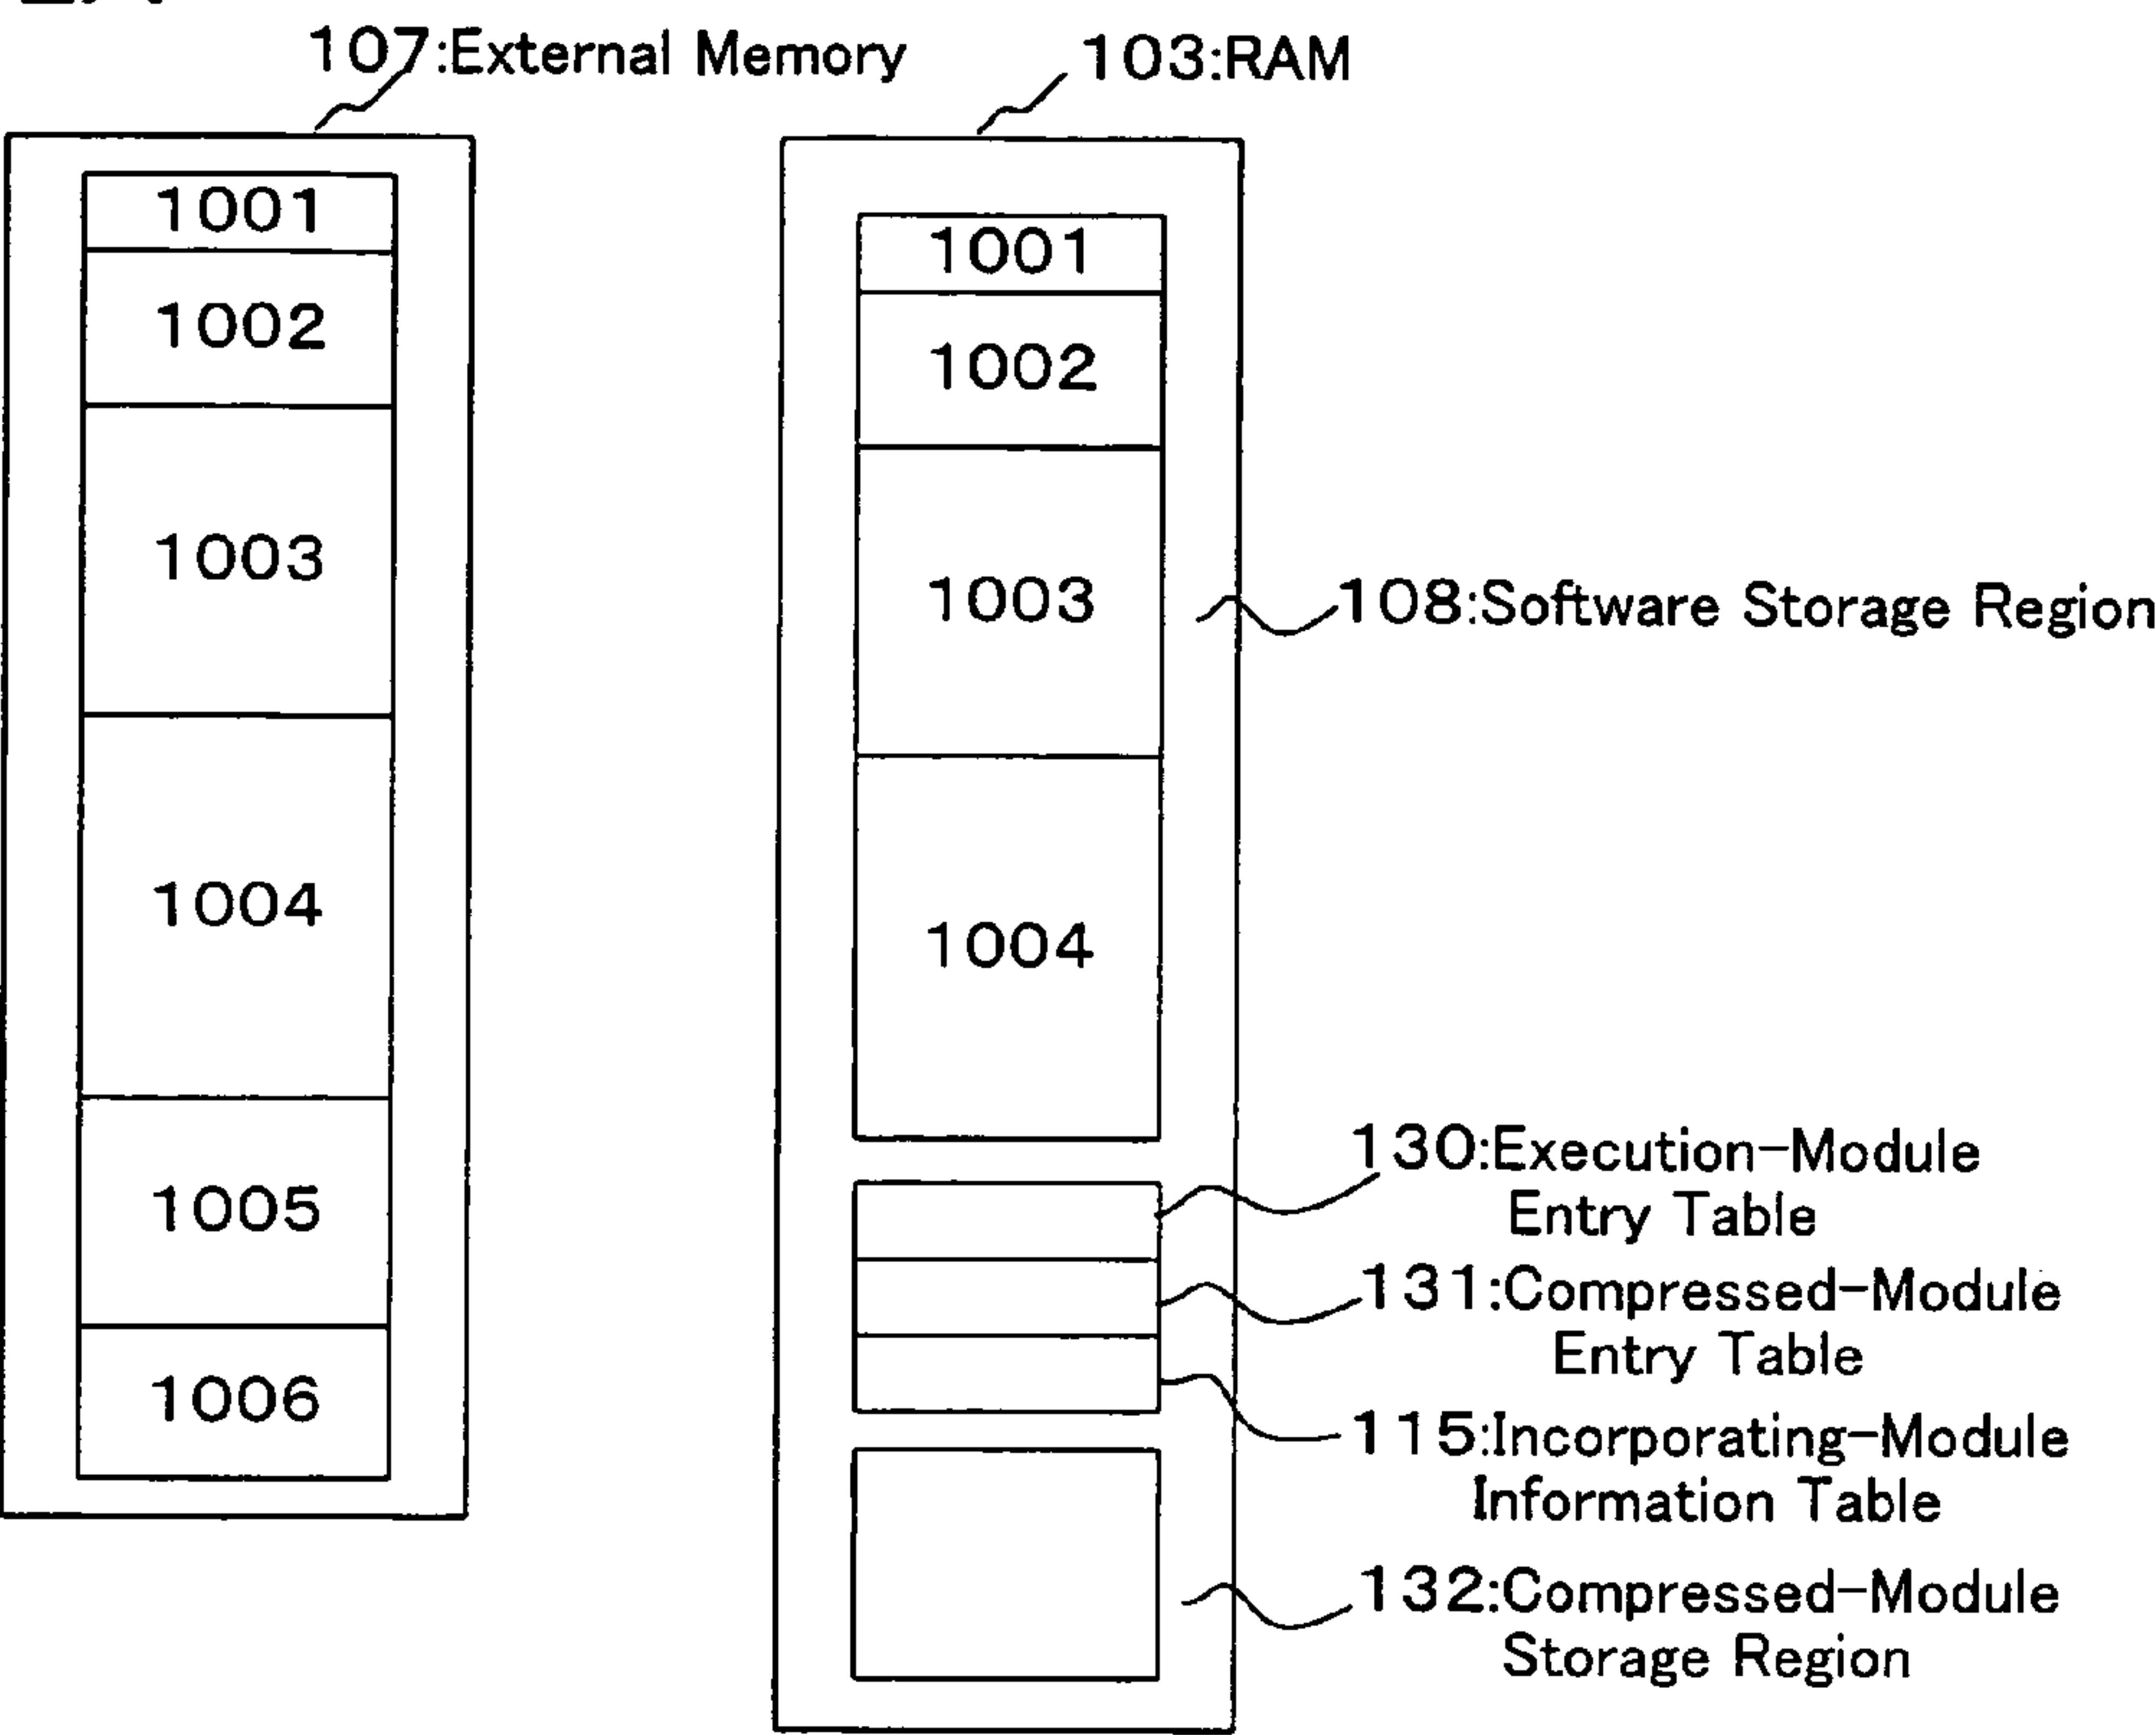 107:External Memory
103:RAM
1001
1002
1003
1004
1005
1006
1001
1002
1003
1004
108:Software Storage Region
130:Execution-Module
Entry Table
131:Compressed-Module
Entry Table
115:Incorporating-Module
Information Table
132:Compressed-Module
Storage Region